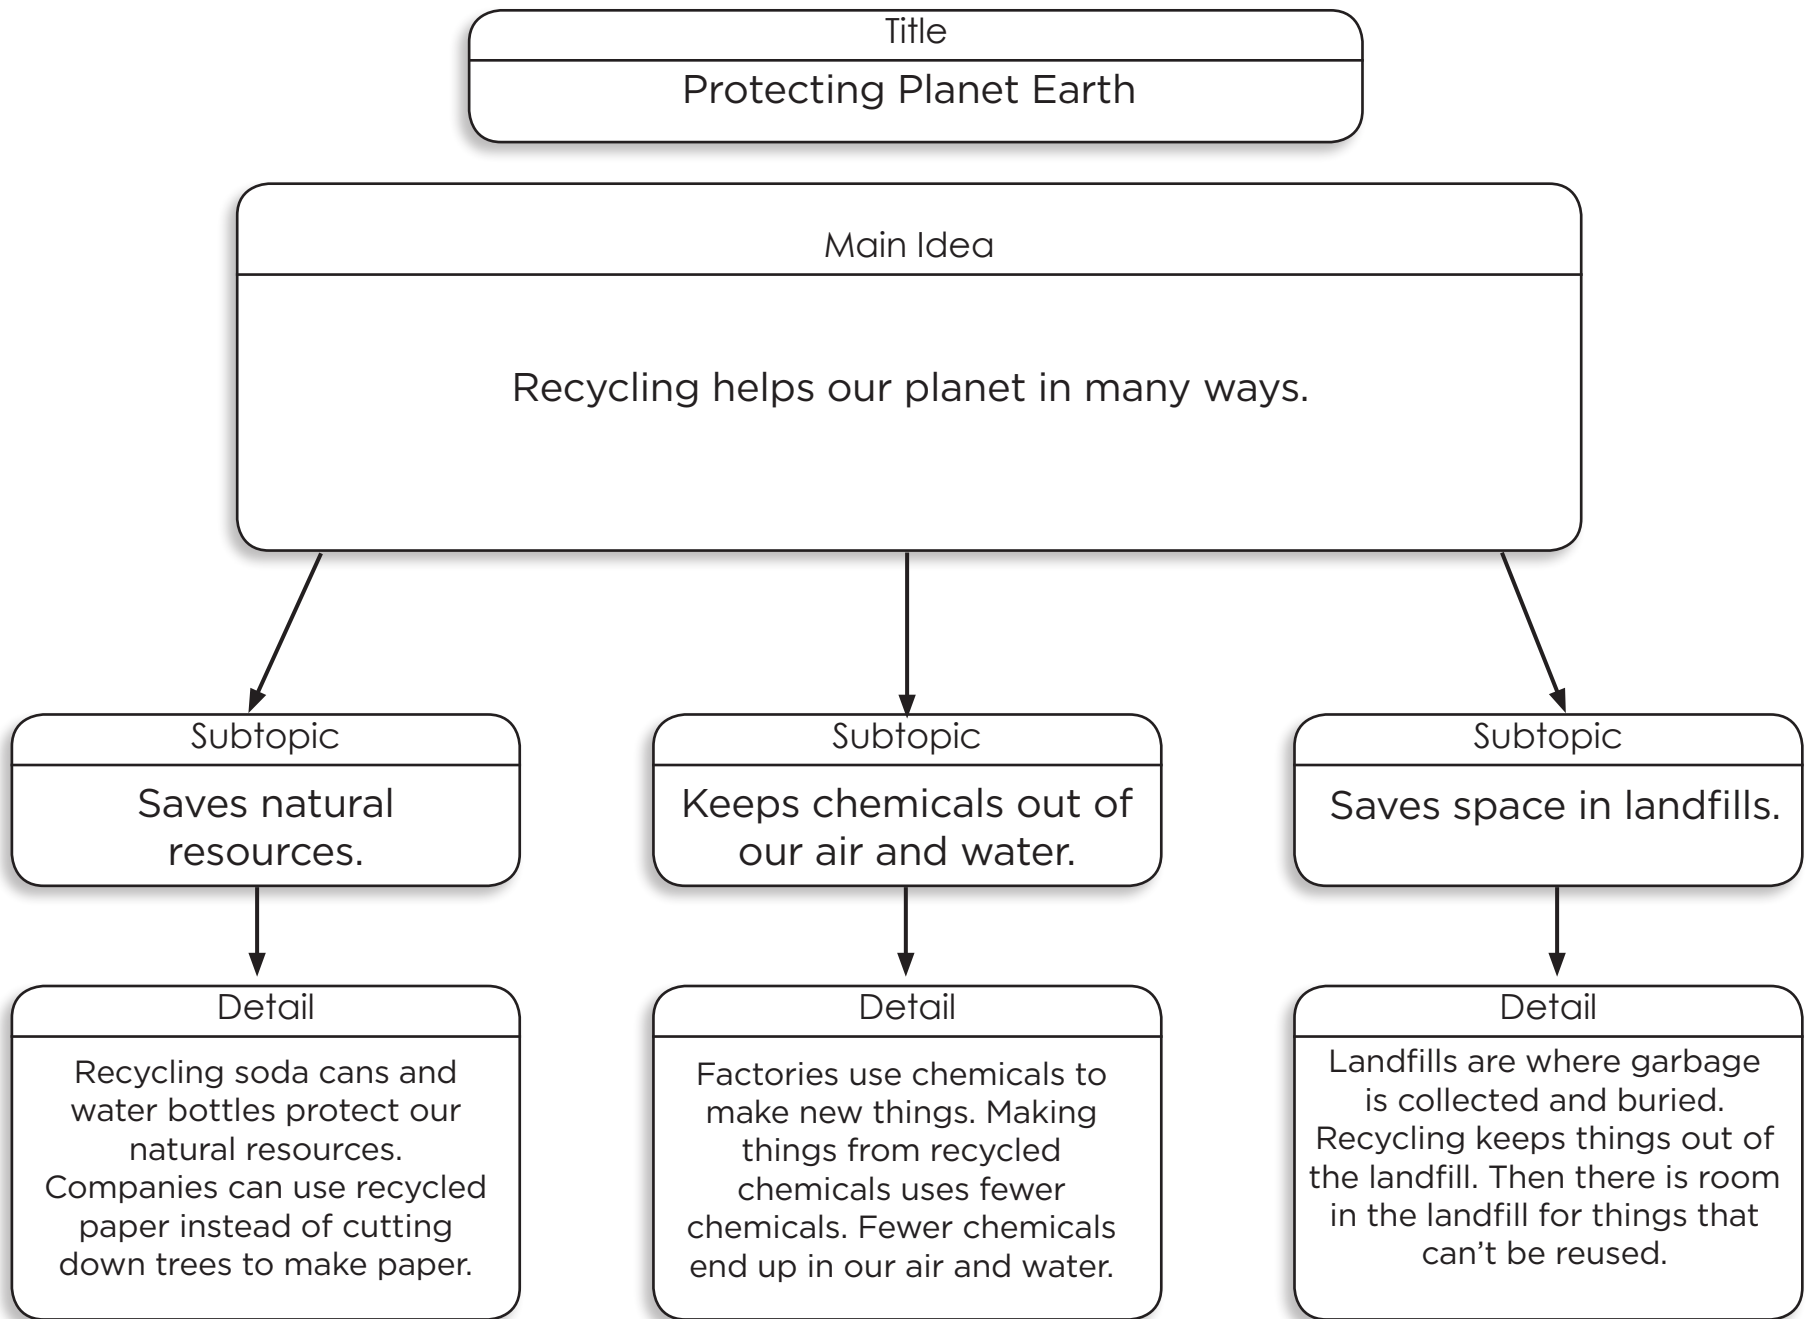 Title
Protecting Planet Earth
Main Idea
Recycling helps our planet in many ways.
Subtopic
Saves natural
resources.
Subtopic
Keeps chemicals out of
our air and water.
Subtopic
Saves space in landfills.
Detail
Recycling soda cans and
water bottles protect our
natural resources.
Companies can use recycled
paper instead of cutting
down trees to make paper.
Detail
Factories use chemicals to
make new things. Making
things from recycled
chemicals uses fewer
chemicals. Fewer chemicals
end up in our air and water.
Detail
Landfills are where garbage
is collected and buried.
Recycling keeps things out of
the landfill. Then there is room
in the landfill for things that
can't be reused.